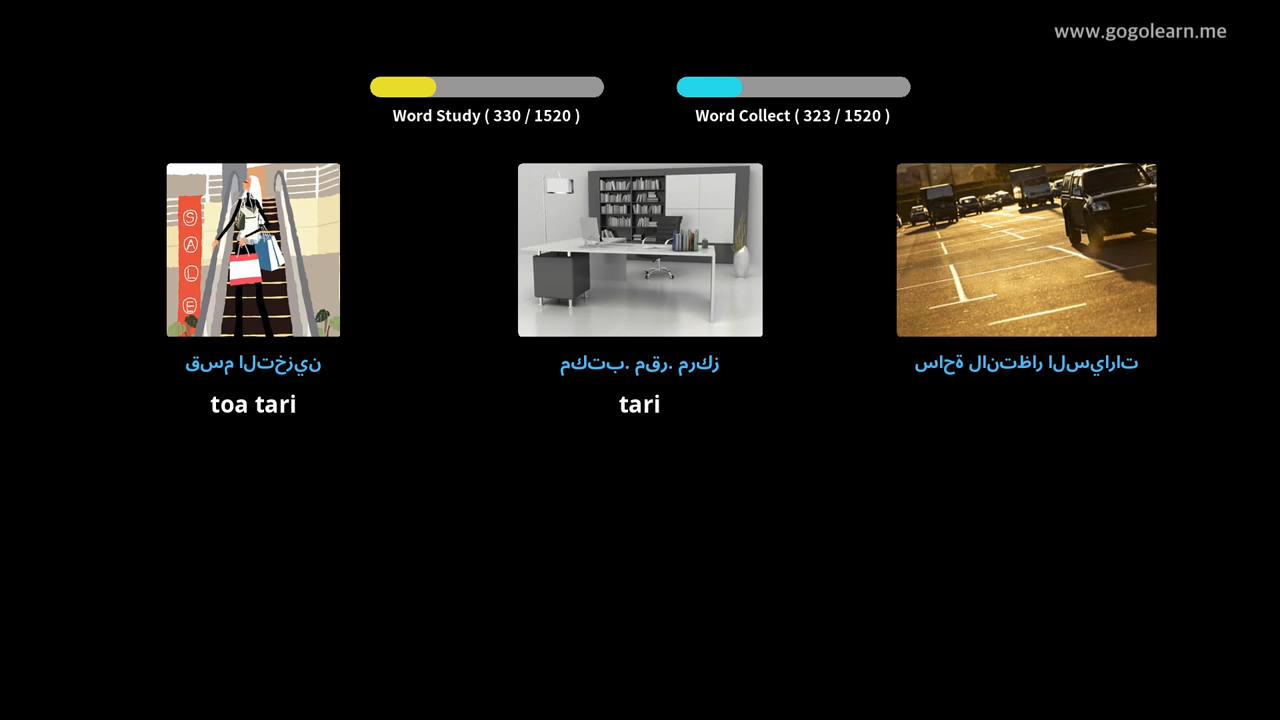 www.gogolearn.me
Word Study ( 330 / 1520 )
Word Collect ( 323 / 1520 )
S
A
L
E
قسم التخزين
مكتب. مقر. مركز
ساحة لانتظار السيارات
toa tari
tari